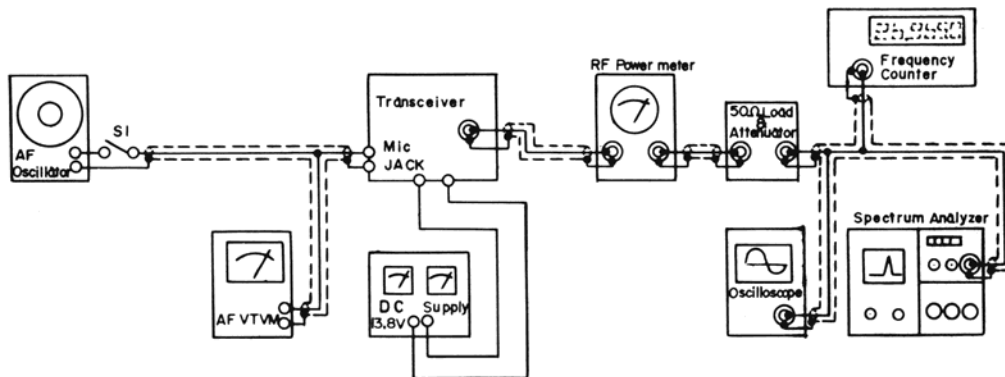 AF
Oscillator
S1
Transceiver
Mic
JACK
AF VTVM
DC Supply
13.8V
RF Power meter
50Ω Load
&
Attenuator
Frequency
Counter
Oscilloscope
Spectrum Analyzer